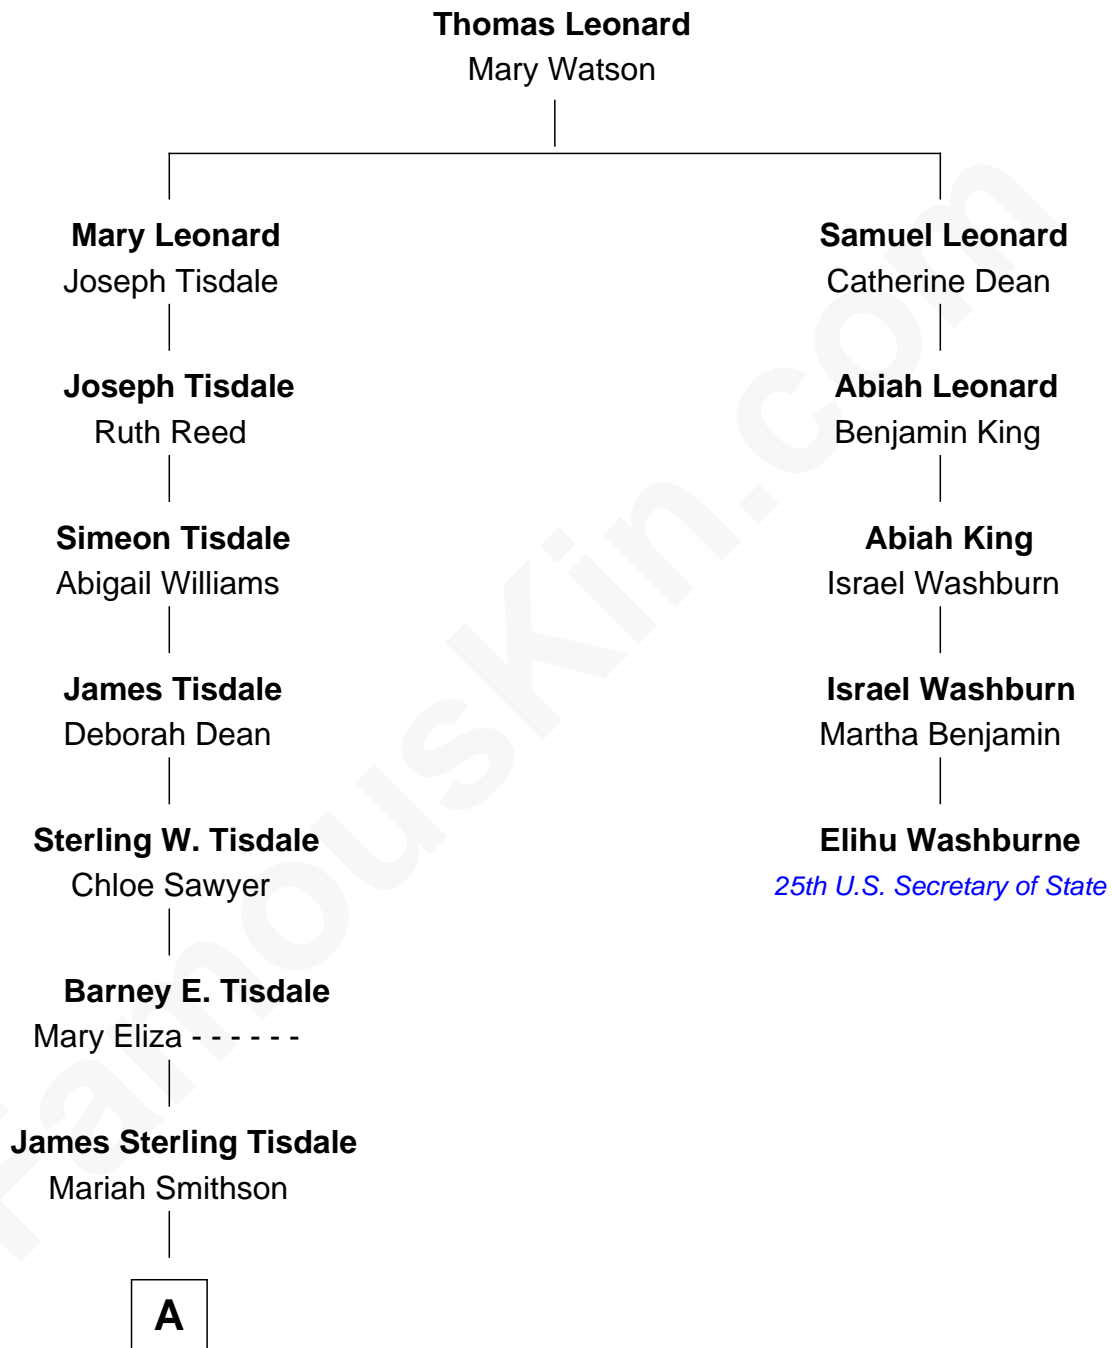 Thomas Leonard
Mary Watson
Mary Leonard
Joseph Tisdale
Samuel Leonard
Catherine Dean
Joseph Tisdale
Ruth Reed
Abiah Leonard
Benjamin King
Simeon Tisdale
Abigail Williams
Abiah King
Israel Washburn
James Tisdale
Deborah Dean
Israel Washburn
Martha Benjamin
Sterling W. Tisdale
Chloe Sawyer
Elihu Washburne
25th U.S. Secretary of State
Barney E. Tisdale
Mary Eliza - - - - - -
James Sterling Tisdale
Mariah Smithson
A
FamousKin.com